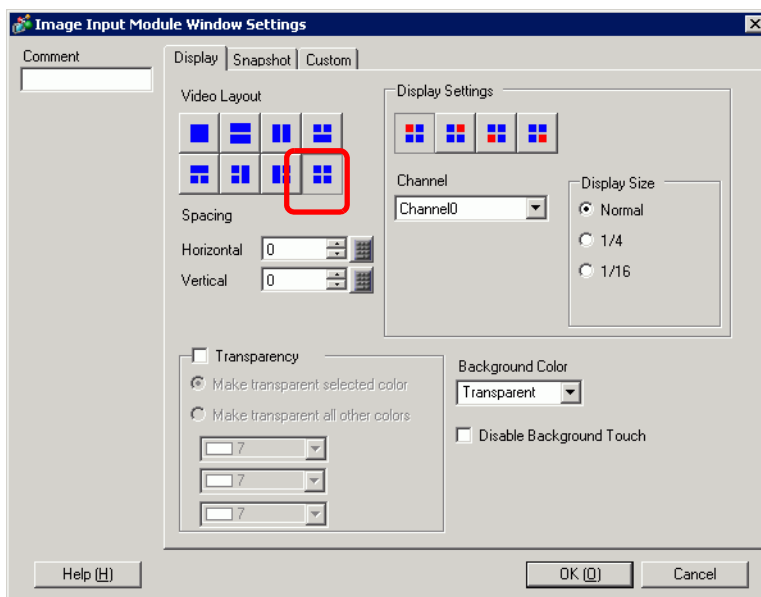 Image Input Module Window Settings
Comment
Display Snapshot Custom
Video Layout
Display Settings
Channel
Channel0
Display Size
Normal
1/4
1/16
Spacing
Horizontal 0
Vertical 0
Transparency
Make transparent selected color
Make transparent all other colors
7
7
7
Background Color
Transparent
Disable Background Touch
Help (H)
OK (O)
Cancel